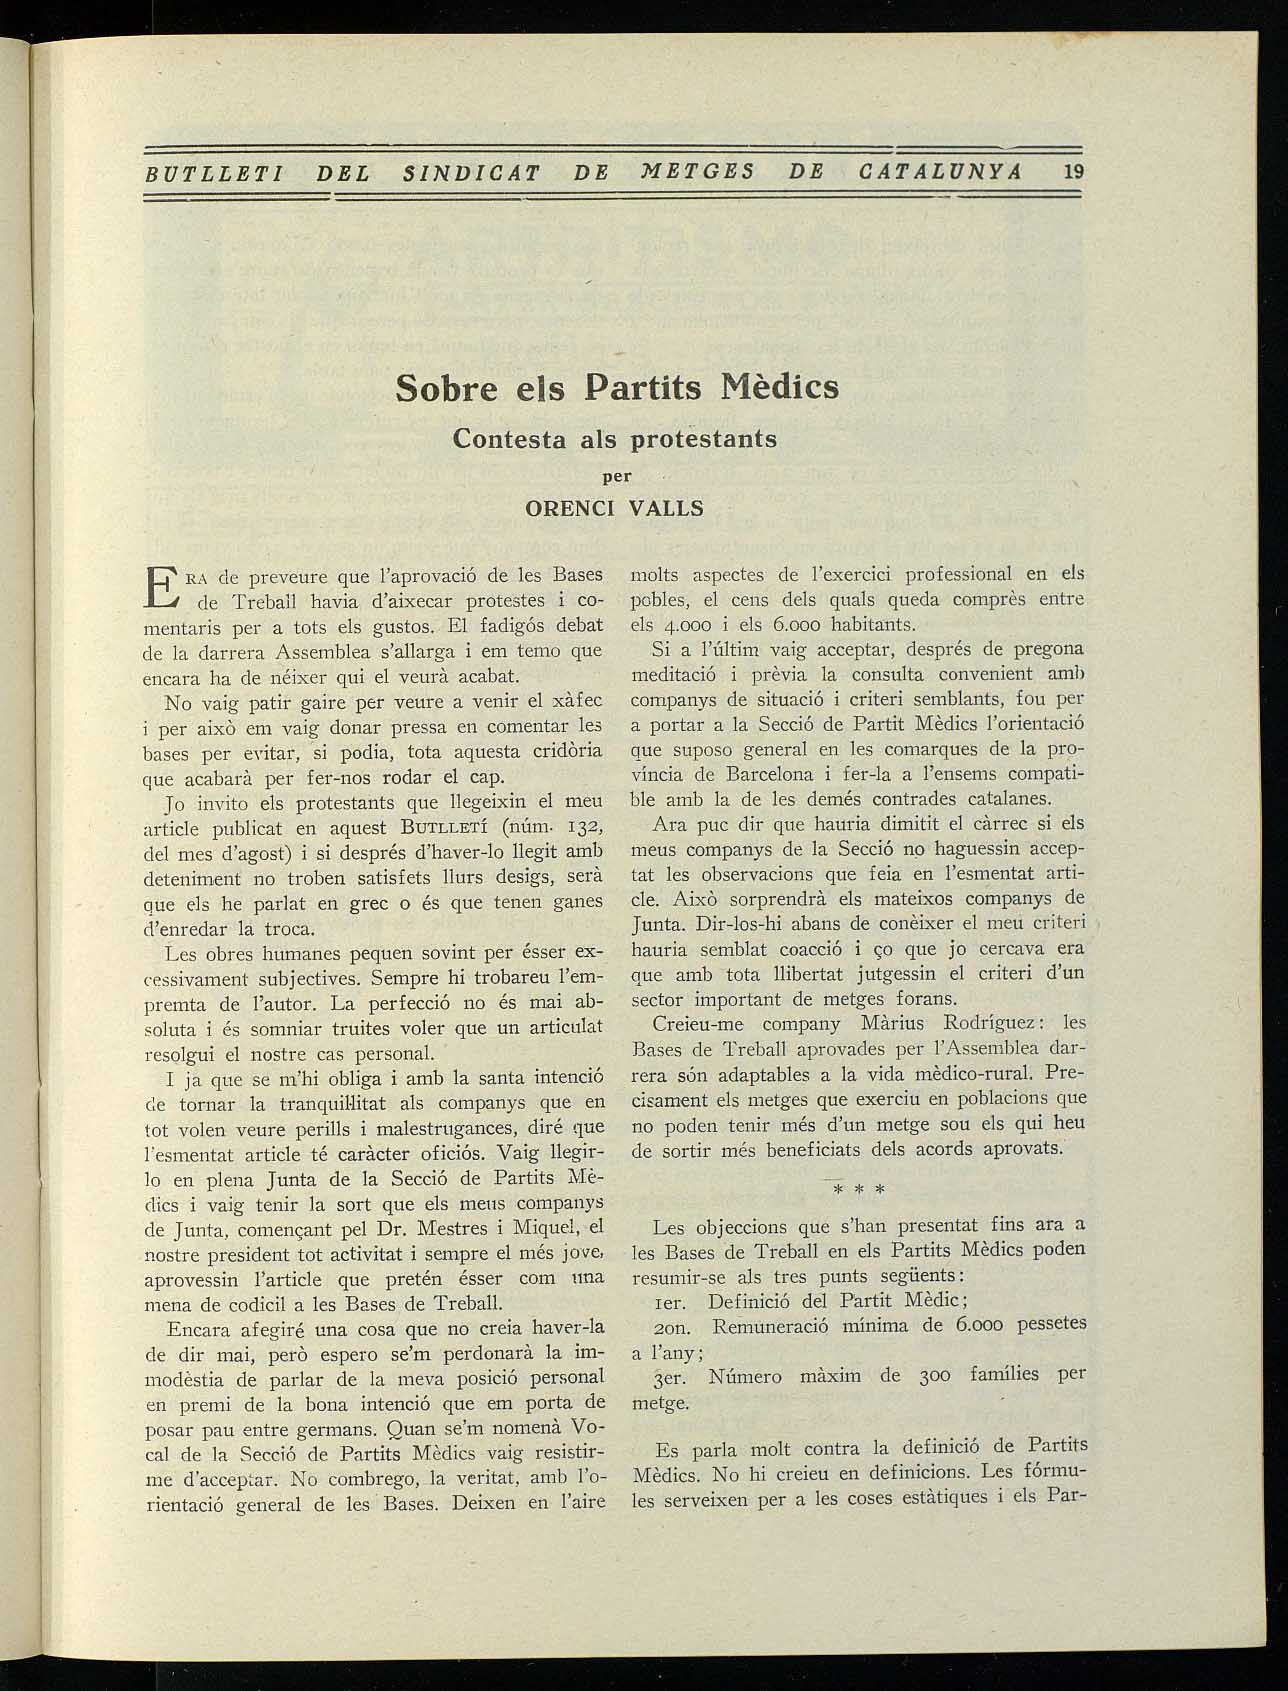 BUTLLETI DEL SINDICAT DE METGES DE CATALUNYA 19
Sobre els Partits Mèdics
Contesta als protestants
per
ORENCI VALLS
ERA de preveure que l'aprovació de les Bases
de Treball havia d'aixecar protestes i co-
mentaris per a tots els gustos. El fadigós debat
de la darrera Assemblea s'allarga i em temo que
encara ha de néixer qui el veurà acabat.
No vaig patir gaire per veure a venir el xàfec
i per això em vaig donar pressa en comentar les
bases per evitar, si podia, tota aquesta cridòria
que acabarà per fer-nos rodar el cap.
Jo invito els protestants que llegeixin el meu
article publicat en aquest BUTLLETÍ (núm. 132,
del mes d'agost) i si després d'haver-lo llegit amb
deteniment no troben satisfets llurs desigs, serà
que els he parlat en grec o és que tenen ganes
d'enredar la troca.
Les obres humanes pequen sovint per ésser ex-
cessivament subjectives. Sempre hi trobareu l'em-
premta de l'autor. La perfecció no és mai ab-
soluta i és somniar truites voler que un articulat
resolgui el nostre cas personal.
I ja que se m'hi obliga i amb la santa intenció
de tornar la tranquil·litat als companys que en
tot volen veure perills i malestrugances, diré que
l'esmentat article té caràcter oficiós. Vaig llegir-
lo en plena Junta de la Secció de Partits Mè-
dics i vaig tenir la sort que els meus companys
de Junta, començant pel Dr. Mestres i Miquel, el
nostre president tot activitat i sempre el més jove,
aprovessin l'article que pretén ésser com una
mena de codicil a les Bases de Treball.
Encara afegiré una cosa que no creia haver-la
de dir mai, però espero se'm perdonarà la im-
modèstia de parlar de la meva posició personal
en premi de la bona intenció que em porta de
posar pau entre germans. Quan se'm nomenà Vo-
cal de la Secció de Partits Mèdics vaig resistir-
me d'acceptar. No combrego, la veritat, amb l'o-
rientació general de les Bases. Deixen en l'aire
molts aspectes de l'exercici professional en els
pobles, el cens dels quals queda comprès entre
els 4.000 i els 6.000 habitants.
Si a l'últim vaig acceptar, després de pregona
meditació i prèvia la consulta convenient amb
companys de situació i criteri semblants, fou per
a portar a la Secció de Partit Mèdics l'orientació
que suposo general en les comarques de la pro-
víncia de Barcelona i fer-la a l'ensems compati-
ble amb la de les demés contrades catalanes.
Ara puc dir que hauria dimitit el càrrec si els
meus companys de la Secció no haguessin accep-
tat les observacions que feia en l'esmentat arti-
cle. Això sorprendrà els mateixos companys de
Junta. Dir-los-hi abans de conèixer el meu criteri
hauria semblat coacció i ço que jo cercava era
que amb tota llibertat jutgessin el criteri d'un
sector important de metges forans.
Creieu-me company Màrius Rodríguez: les
Bases de Treball aprovades per l'Assemblea dar-
rera són adaptables a la vida mèdico-rural. Pre-
cisament els metges que exerciu en poblacions que
no poden tenir més d'un metge sou els qui heu
de sortir més beneficiats dels acords aprovats.
* * *
Les objeccions que s'han presentat fins ara a
les Bases de Treball en els Partits Mèdics poden
resumir-se als tres punts següents:
1er. Definició del Partit Mèdic;
2on. Remuneració mínima de 6.000 pessetes
a l'any;
3er. Número màxim de 300 famílies per
metge.
Es parla molt contra la definició de Partits
Mèdics. No hi creieu en definicions. Les fórmu-
les serveixen per a les coses estàtiques i els Par-